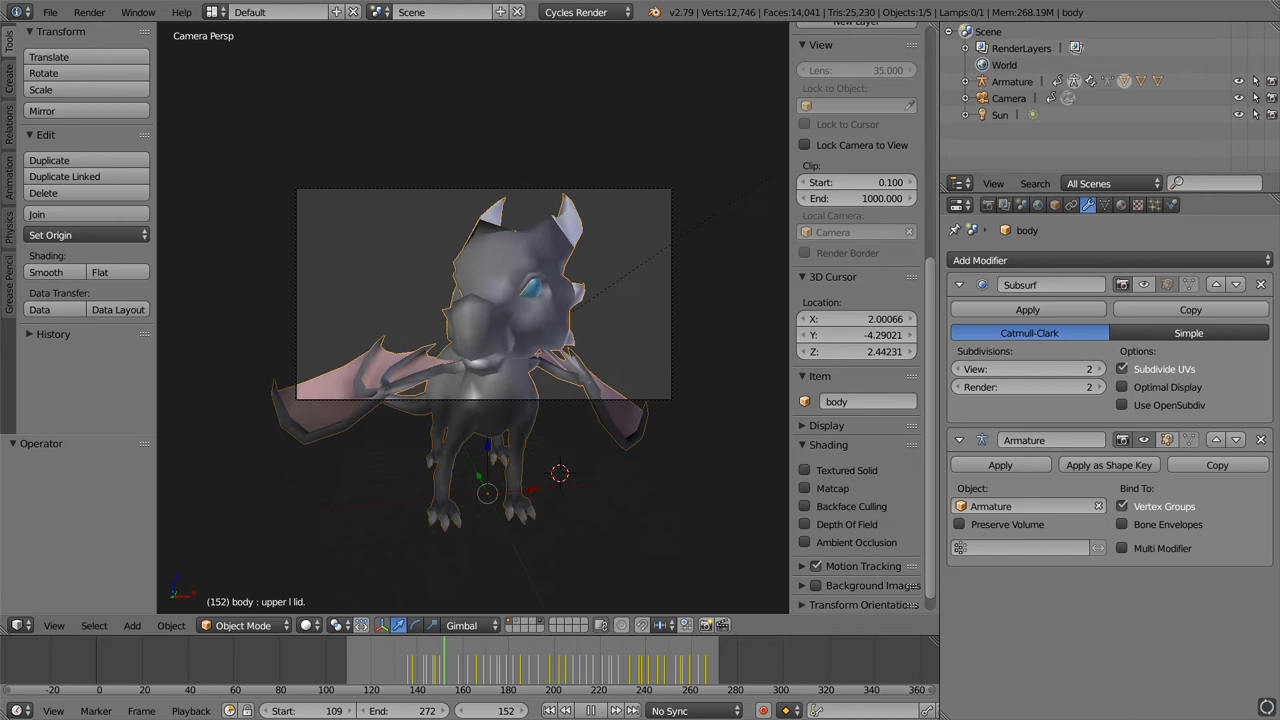 File Render Window Help Default Scene Cycles Render v2.79 | Verts:12,746 | Faces:14,041 | Tris:25,230 | Objects:1/5 | Lamps:0/1 | Mem:268.19M | body
Tools
Create
Relations
Animation
Physics
Grease Pencil
Transform
Translate
Rotate
Scale
Mirror
Edit
Duplicate
Duplicate Linked
Delete
Join
Set Origin
Shading:
Smooth Flat
Data Transfer:
Data Data Layout
History
Operator
Camera Persp
(152) body : upper l lid.
New Layer
View
Lens: 35.000
Lock to Object:
Lock to Cursor
Lock Camera to View
Clip:
Start: 0.100
End: 1000.000
Local Camera:
Camera
Render Border
3D Cursor
Location:
X: 2.00066
Y: -4.29021
Z: 2.44231
Item
body
Display
Shading
Textured Solid
Matcap
Backface Culling
Depth Of Field
Ambient Occlusion
Motion Tracking
Background Images
Transform Orientatio
Scene
RenderLayers
World
Armature
Camera
Sun
View Search All Scenes
body
Add Modifier
Subsurf
Apply Copy
Catmull-Clark Simple
Subdivisions: Options:
View: 2 Subdivide UVs
Render: 2 Optimal Display
Use OpenSubdiv
Armature
Apply Apply as Shape Key Copy
Object: Bind To:
Armature Vertex Groups
Preserve Volume Bone Envelopes
Multi Modifier
View Select Add Object Object Mode Gimbal
-20 0 20 40 60 80 100 120 140 160 180 200 220 240 260 280 300 320 340 360
View Marker Frame Playback Start: 109 End: 272 152 No Sync